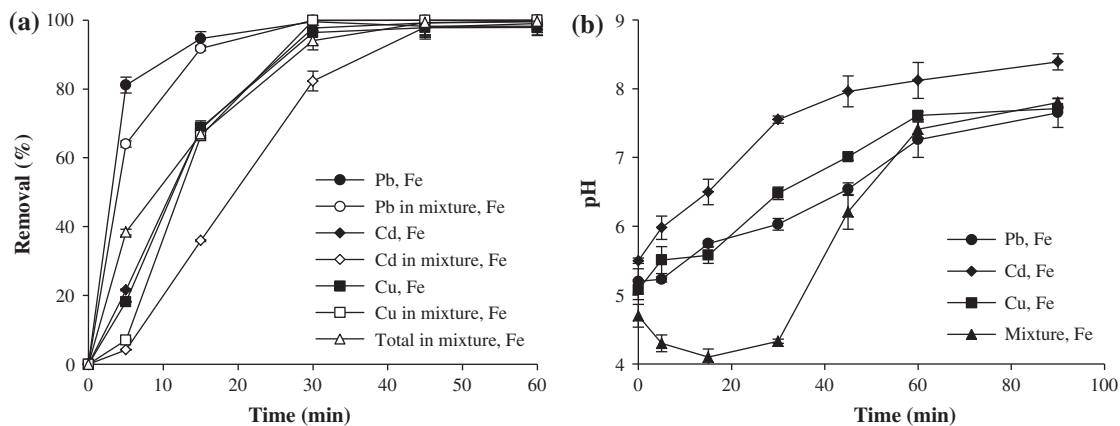 (a)
100
80
60
40
20
0
Removal (%)
Pb, Fe
Pb in mixture, Fe
Cd, Fe
Cd in mixture, Fe
Cu, Fe
Cu in mixture, Fe
Total in mixture, Fe
0 10 20 30 40 50 60
Time (min)
(b)
9
8
7
6
5
4
pH
Pb, Fe
Cd, Fe
Cu, Fe
Mixture, Fe
0 20 40 60 80 100
Time (min)